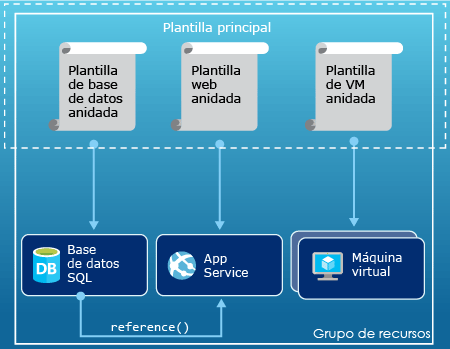 Plantilla principal
Plantilla
de base
de datos
anidada
Plantilla
web
anidada
Plantilla
de VM
anidada
DB
Base
de datos
SQL
App
Service
Máquina
virtual
reference()
Grupo de recursos